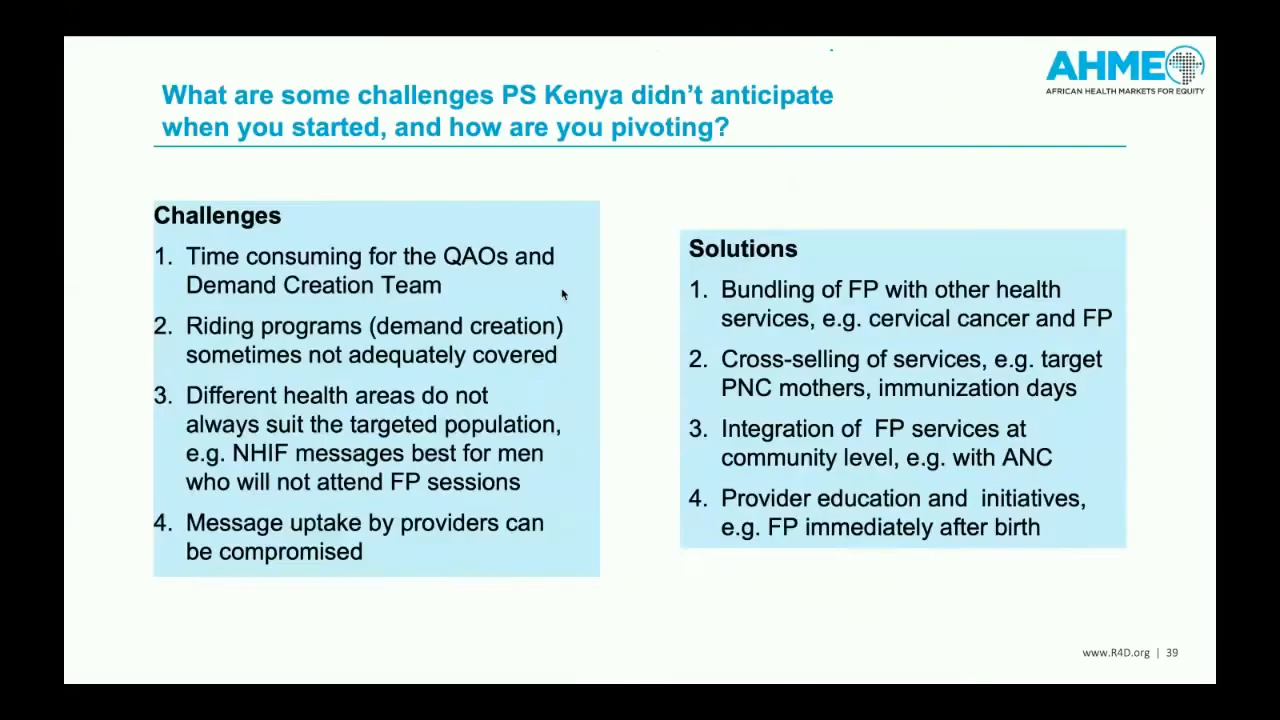 AHME
AFRICAN HEALTH MARKETS FOR EQUITY
What are some challenges PS Kenya didn't anticipate
when you started, and how are you pivoting?
Challenges
1. Time consuming for the QAOs and
Demand Creation Team
2. Riding programs (demand creation)
sometimes not adequately covered
3. Different health areas do not
always suit the targeted population,
e.g. NHIF messages best for men
who will not attend FP sessions
4. Message uptake by providers can
be compromised
Solutions
1. Bundling of FP with other health
services, e.g. cervical cancer and FP
2. Cross-selling of services, e.g. target
PNC mothers, immunization days
3. Integration of FP services at
community level, e.g. with ANC
4. Provider education and initiatives,
e.g. FP immediately after birth
www.R4D.org | 39